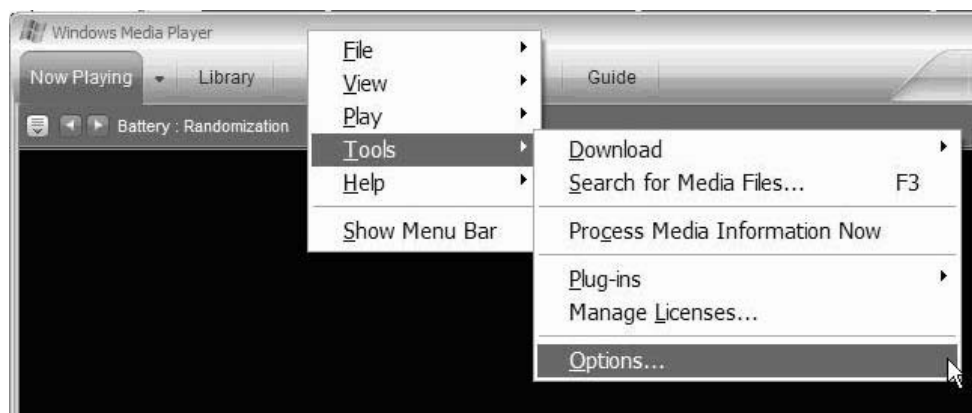 Windows Media Player
Now Playing Library Guide
Battery : Randomization
File
View
Play
Tools
Help
Show Menu Bar
Download
Search for Media Files... F3
Process Media Information Now
Plug-ins
Manage Licenses...
Options...